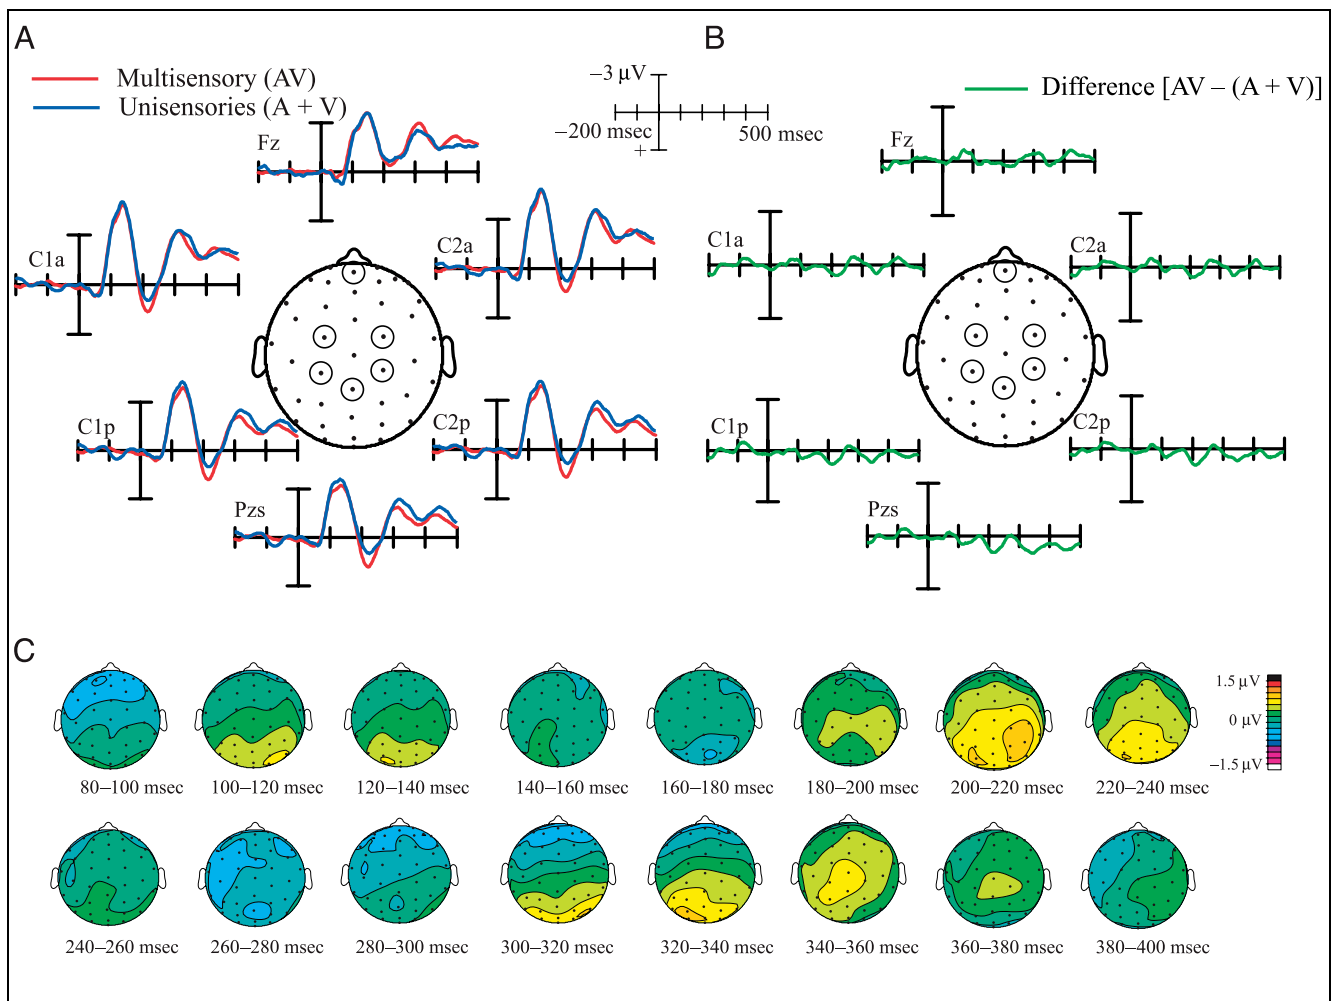 A
B
Multisensory (AV)
Unisensories (A + V)
−3 µV
−200 msec
500 msec
+
Difference [AV − (A + V)]
Fz
Fz
C1a
C2a
C1a
C2a
C1p
C2p
C1p
C2p
Pzs
Pzs
C
1.5 µV
0 µV
−1.5 µV
80–100 msec
100–120 msec
120–140 msec
140–160 msec
160–180 msec
180–200 msec
200–220 msec
220–240 msec
240–260 msec
260–280 msec
280–300 msec
300–320 msec
320–340 msec
340–360 msec
360–380 msec
380–400 msec